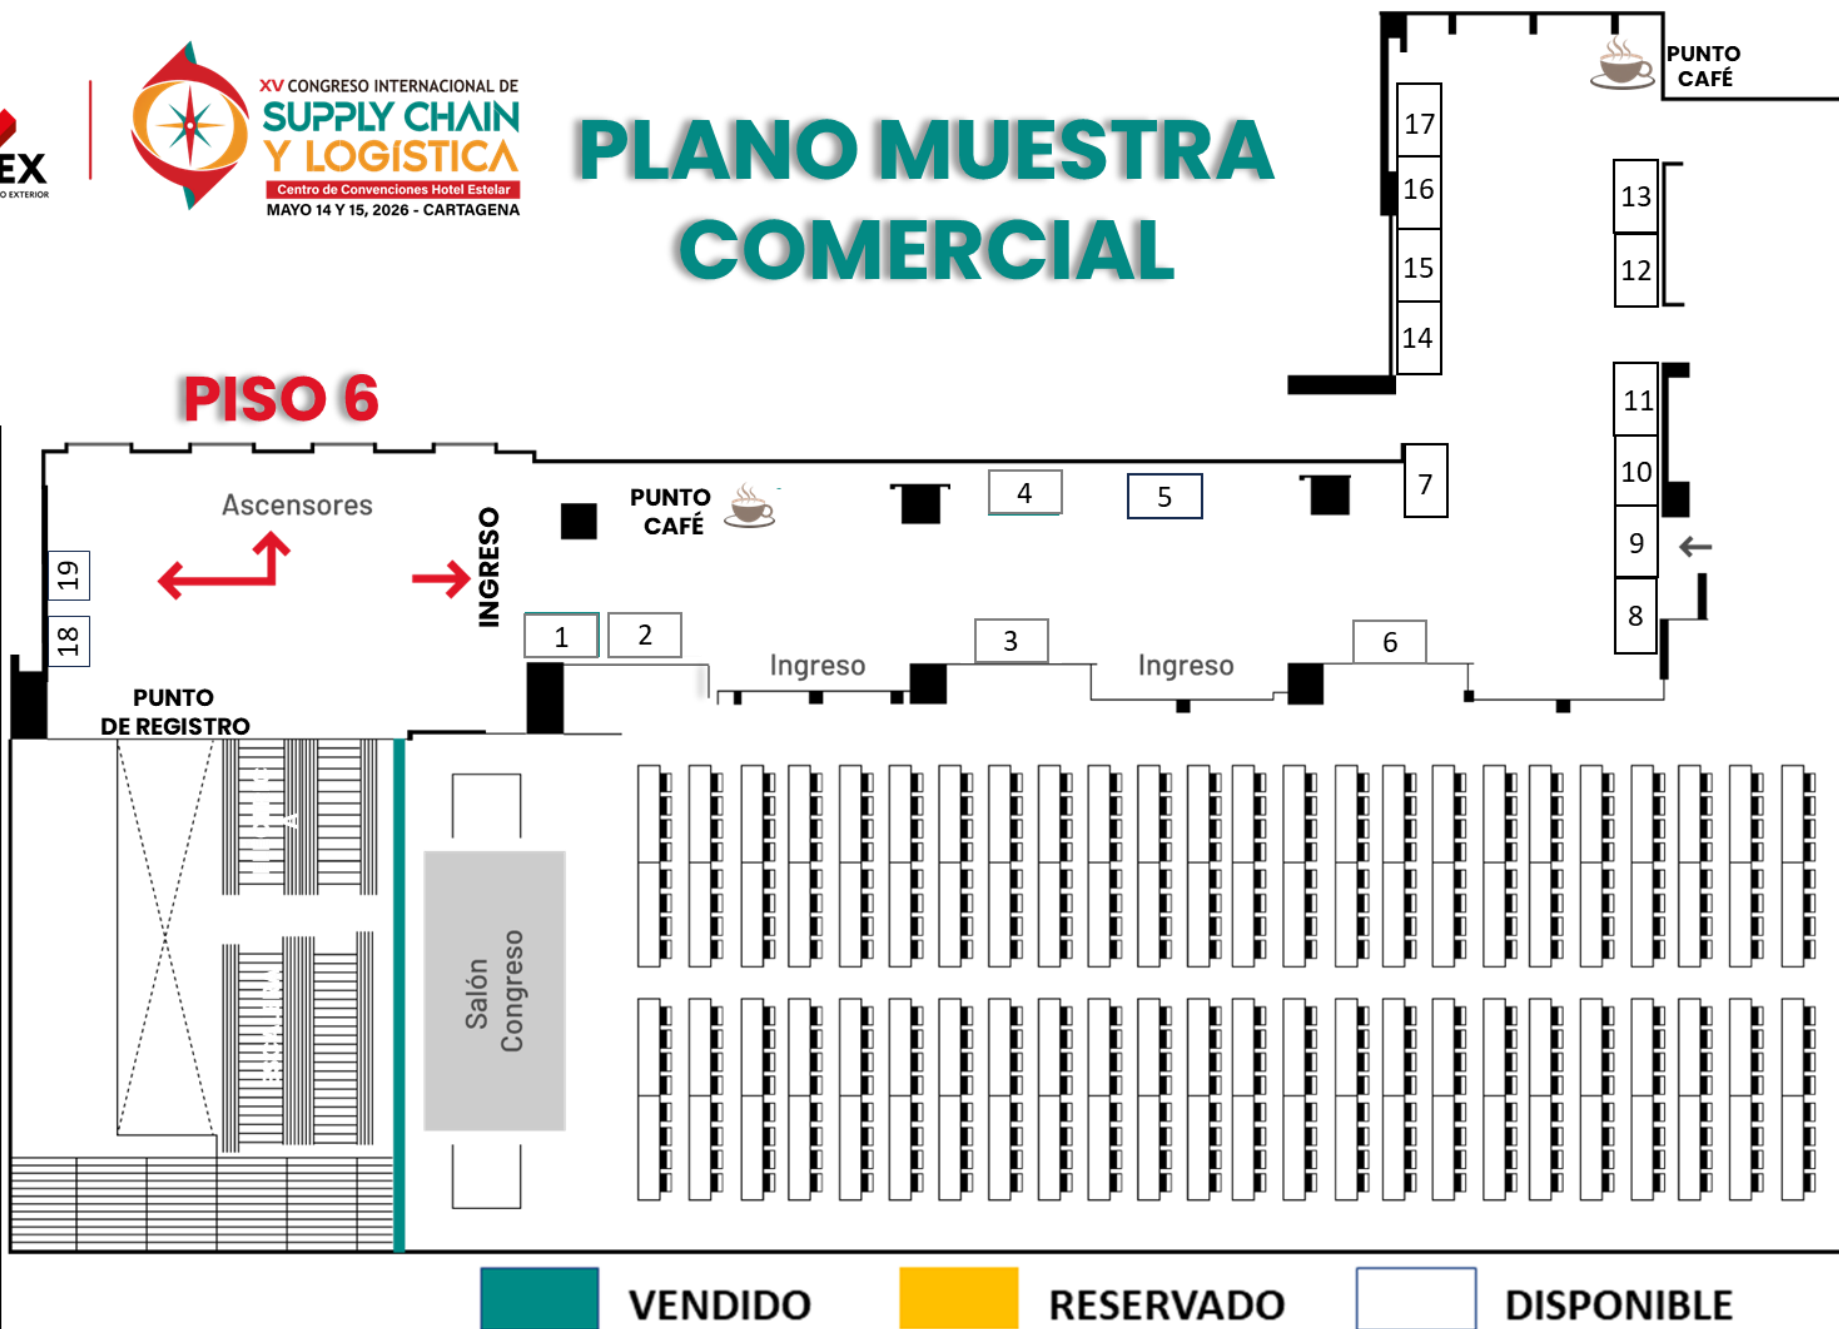 EX
O EXTERIOR
XV CONGRESO INTERNACIONAL DE
SUPPLY CHAIN
Y LOGÍSTICA
Centro de Convenciones Hotel Estelar
MAYO 14 Y 15, 2026 - CARTAGENA
PLANO MUESTRA
COMERCIAL
PUNTO
CAFÉ
17
16
15
14
13
12
11
10
9
8
PISO 6
Ascensores
INGRESO
PUNTO
CAFÉ
4
5
7
19
18
1
2
3
6
Ingreso
Ingreso
PUNTO
DE REGISTRO
Salón
Congreso
VENDIDO
RESERVADO
DISPONIBLE